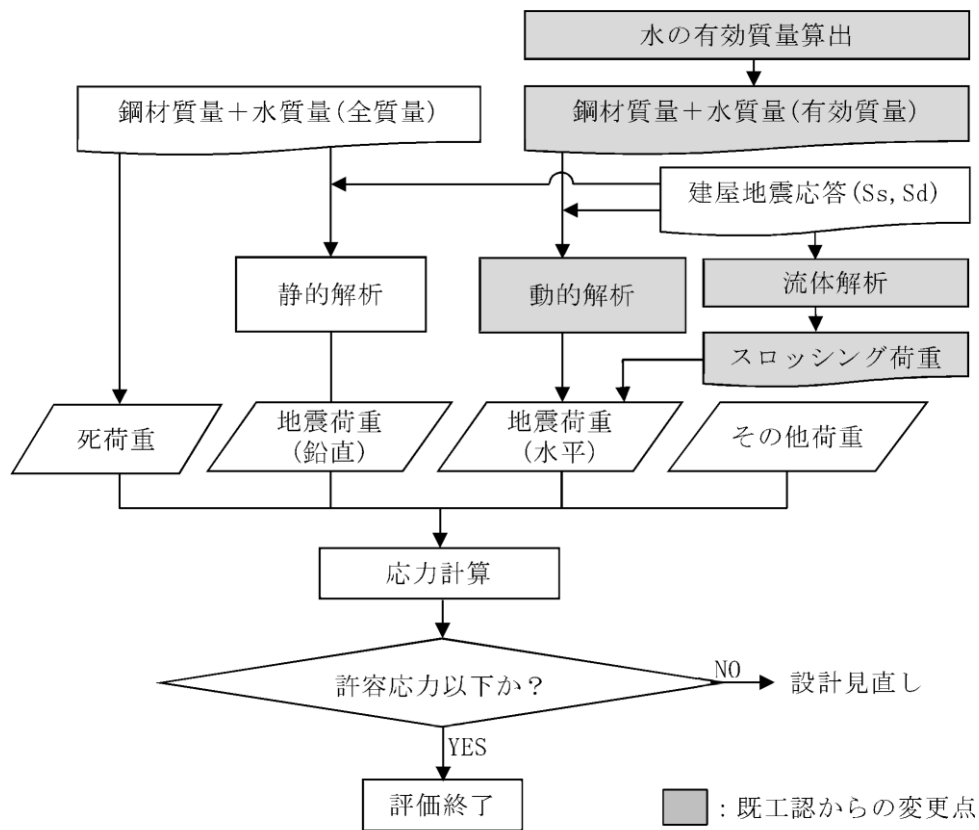 水の有効質量算出
鋼材質量＋水質量(全質量)
鋼材質量＋水質量(有効質量)
建屋地震応答(Ss,Sd)
静的解析
動的解析
流体解析
スロッシング荷重
死荷重
地震荷重
(鉛直)
地震荷重
(水平)
その他荷重
応力計算
許容応力以下か？
NO
設計見直し
YES
評価終了
：既工認からの変更点